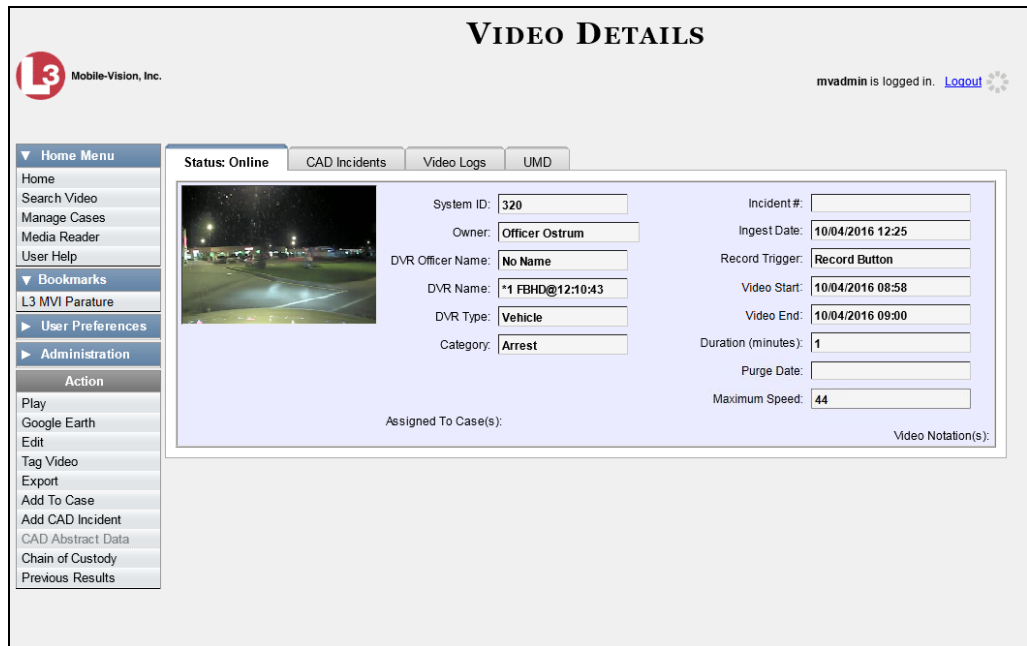 VIDEO DETAILS
L3 Mobile-Vision, Inc.
mvadmin is logged in. Logout
Home Menu
Home
Search Video
Manage Cases
Media Reader
User Help
Bookmarks
L3 MVI Parature
User Preferences
Administration
Action
Play
Google Earth
Edit
Tag Video
Export
Add To Case
Add CAD Incident
CAD Abstract Data
Chain of Custody
Previous Results
Status: Online CAD Incidents Video Logs UMD
System ID: 320
Owner: Officer Ostrum
DVR Officer Name: No Name
DVR Name: *1 FBHD@12:10:43
DVR Type: Vehicle
Category: Arrest
Assigned To Case(s):
Incident #:
Ingest Date: 10/04/2016 12:25
Record Trigger: Record Button
Video Start: 10/04/2016 08:58
Video End: 10/04/2016 09:00
Duration (minutes): 1
Purge Date:
Maximum Speed: 44
Video Notation(s):